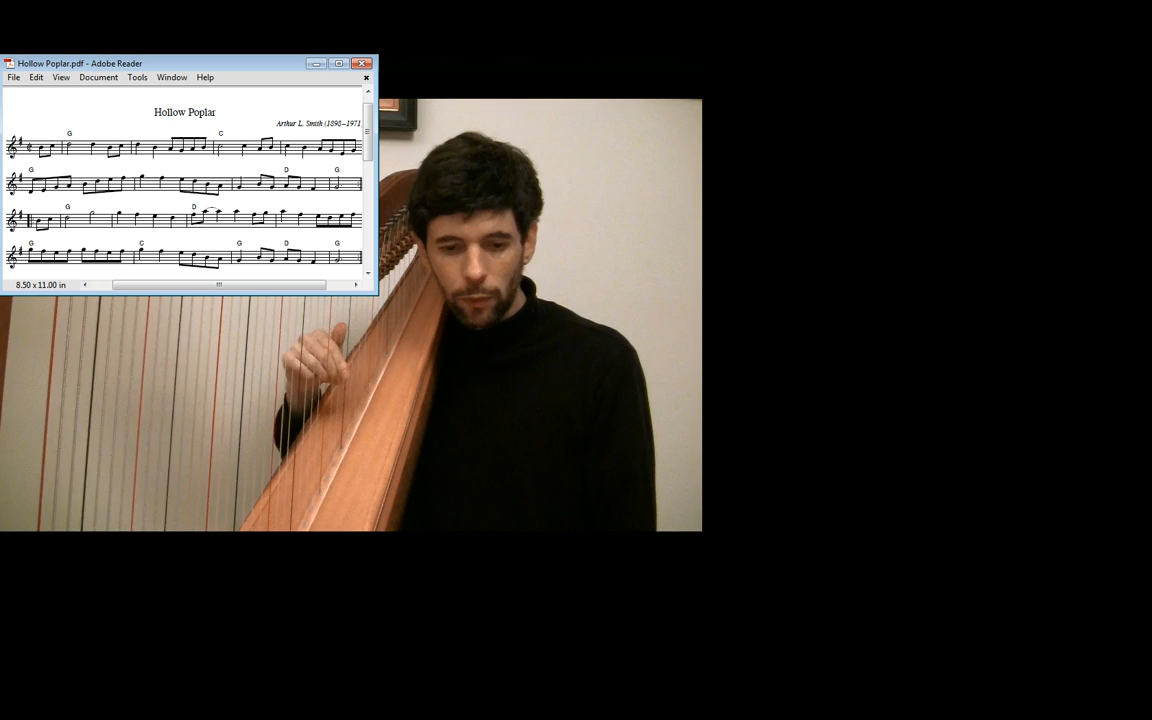 Hollow Poplar.pdf - Adobe Reader
File Edit View Document Tools Window Help
Hollow Poplar
Arthur L. Smith (1898–1971
G C
G D G
G D
G C G D G
8.50 x 11.00 in